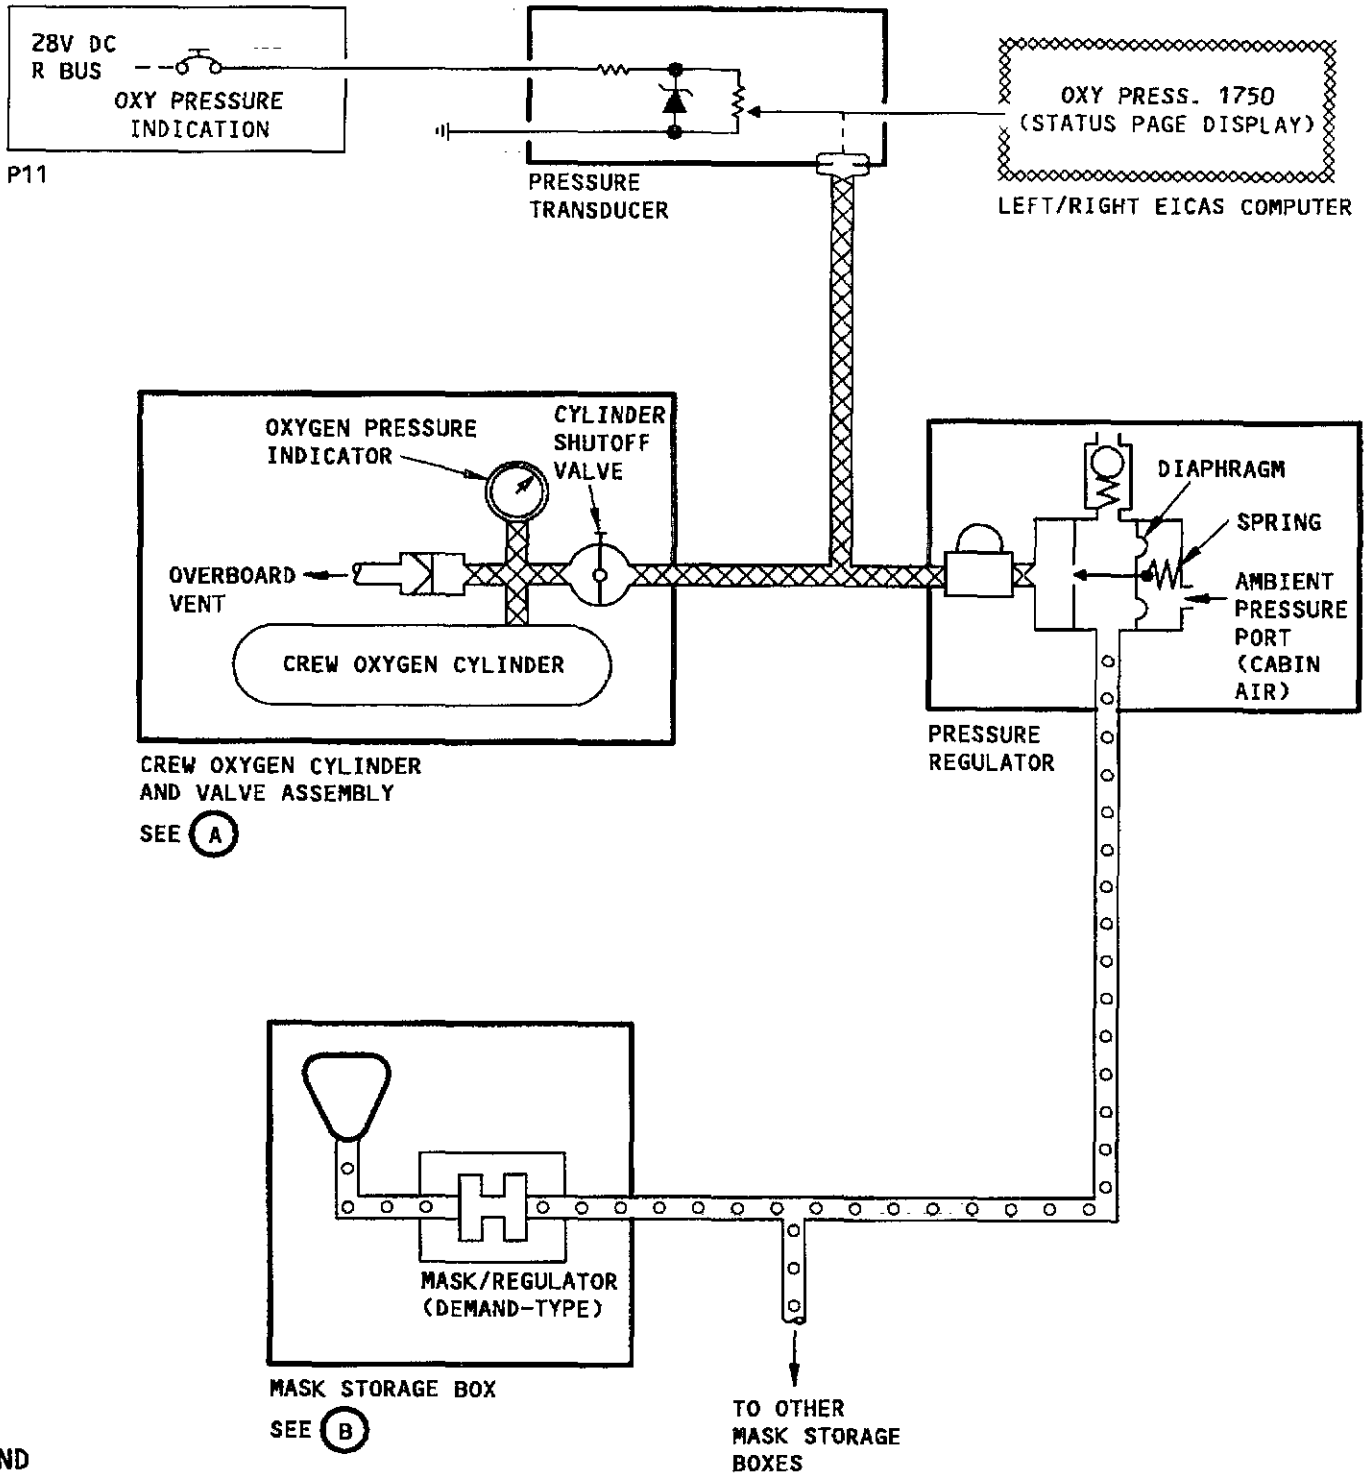 28V DC
R BUS
OXY PRESSURE
INDICATION
P11
PRESSURE
TRANSDUCER
OXY PRESS. 1750
(STATUS PAGE DISPLAY)
LEFT/RIGHT EICAS COMPUTER
OXYGEN PRESSURE
INDICATOR
CYLINDER
SHUTOFF
VALVE
OVERBOARD
VENT
CREW OXYGEN CYLINDER
CREW OXYGEN CYLINDER
AND VALVE ASSEMBLY
SEE A
DIAPHRAGM
SPRING
AMBIENT
PRESSURE
PORT
(CABIN
AIR)
PRESSURE
REGULATOR
MASK/REGULATOR
(DEMAND-TYPE)
MASK STORAGE BOX
SEE B
TO OTHER
MASK STORAGE
BOXES
ND